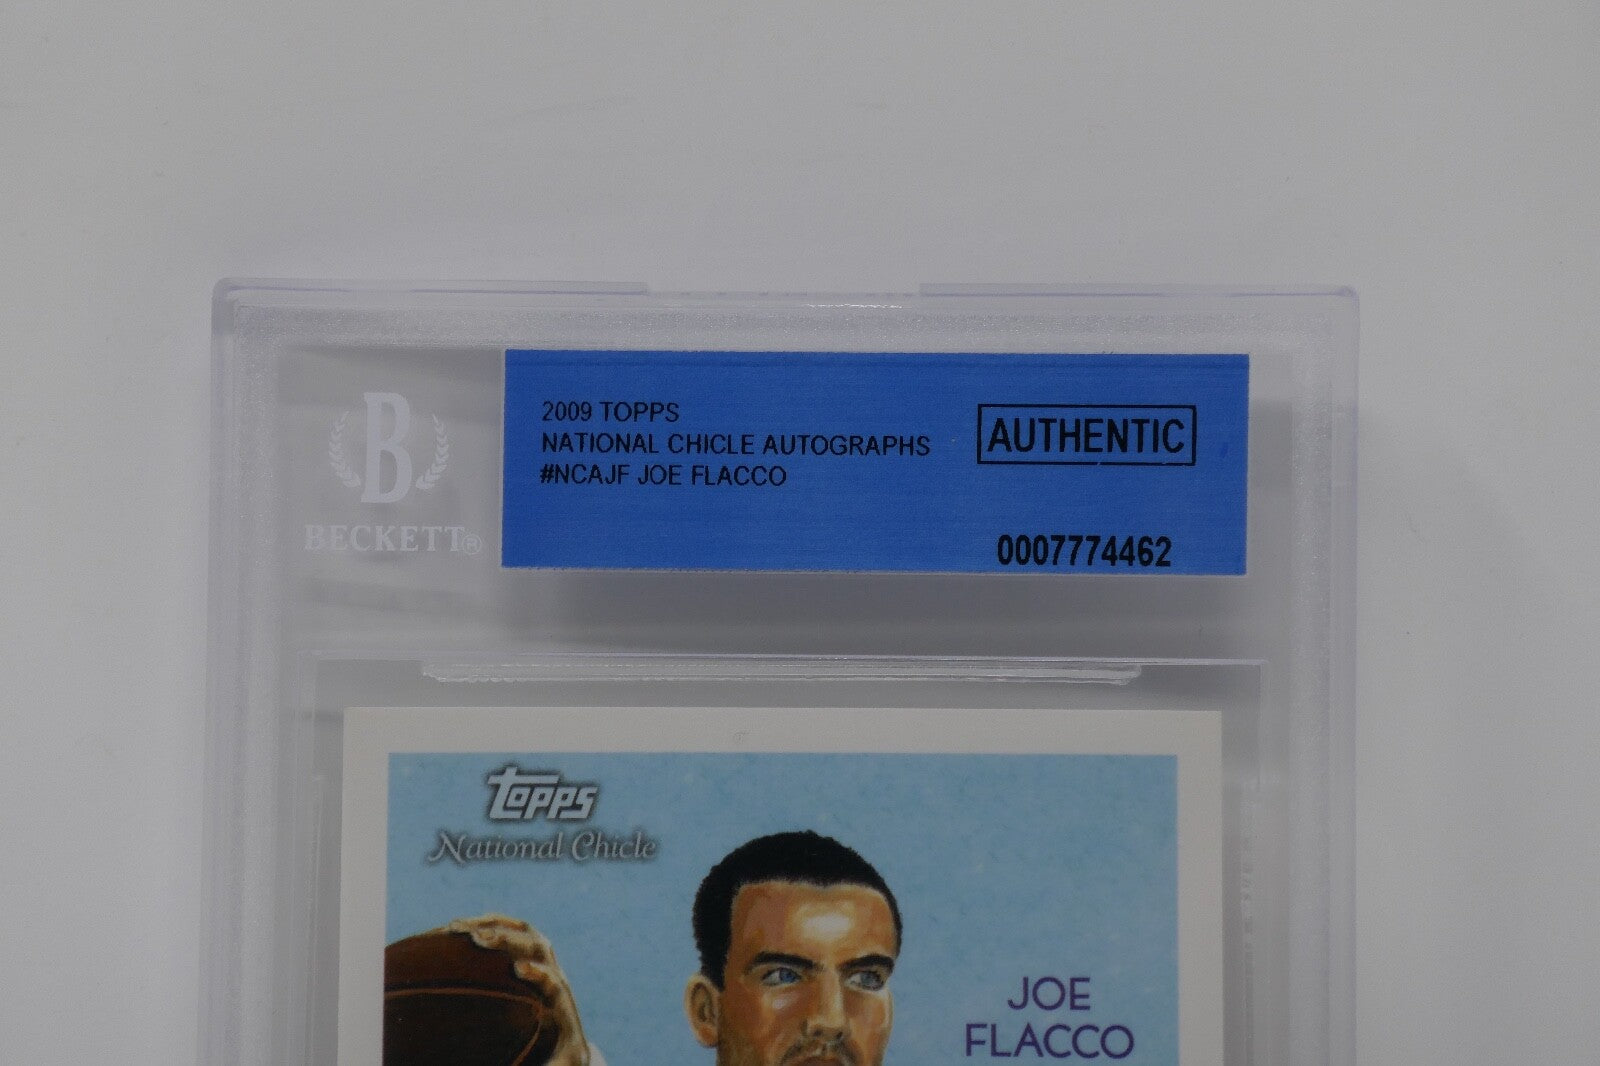 2009 TOPPS
NATIONAL CHICLE AUTOGRAPHS
#NCAJF JOE FLACCO
AUTHENTIC
0007774462
B
BECKETT®
topps
National Chicle
JOE
FLACCO